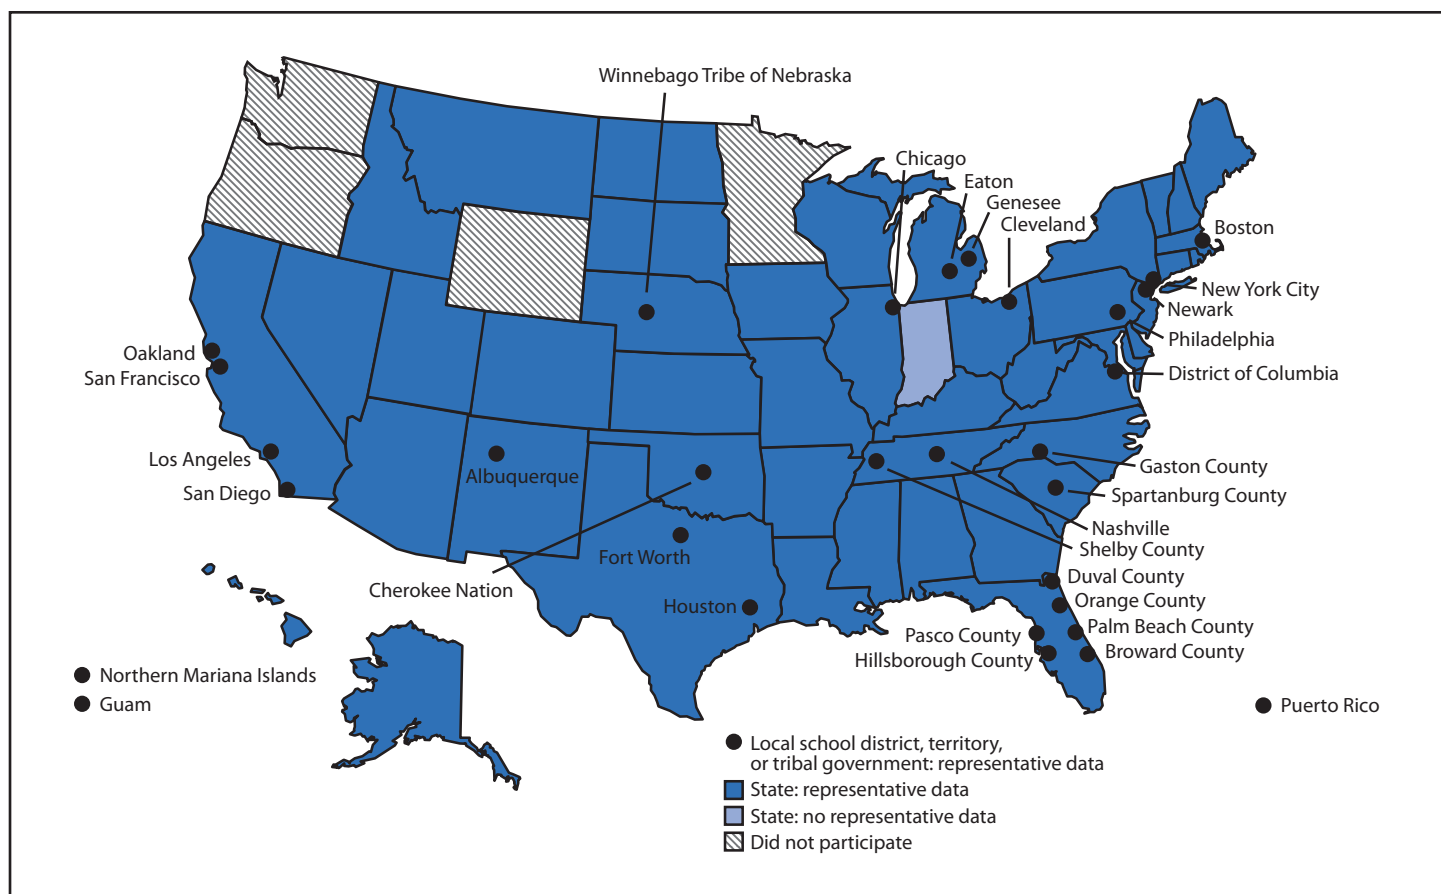 Winnebago Tribe of Nebraska
Chicago
Eaton
Genesee
Cleveland
Boston
New York City
Newark
Philadelphia
District of Columbia
Oakland
San Francisco
Los Angeles
San Diego
Albuquerque
Gaston County
Spartanburg County
Nashville
Shelby County
Fort Worth
Cherokee Nation
Houston
Duval County
Orange County
Palm Beach County
Pasco County
Broward County
Hillsborough County
Northern Mariana Islands
Guam
Puerto Rico
Local school district, territory,
or tribal government: representative data
State: representative data
State: no representative data
Did not participate